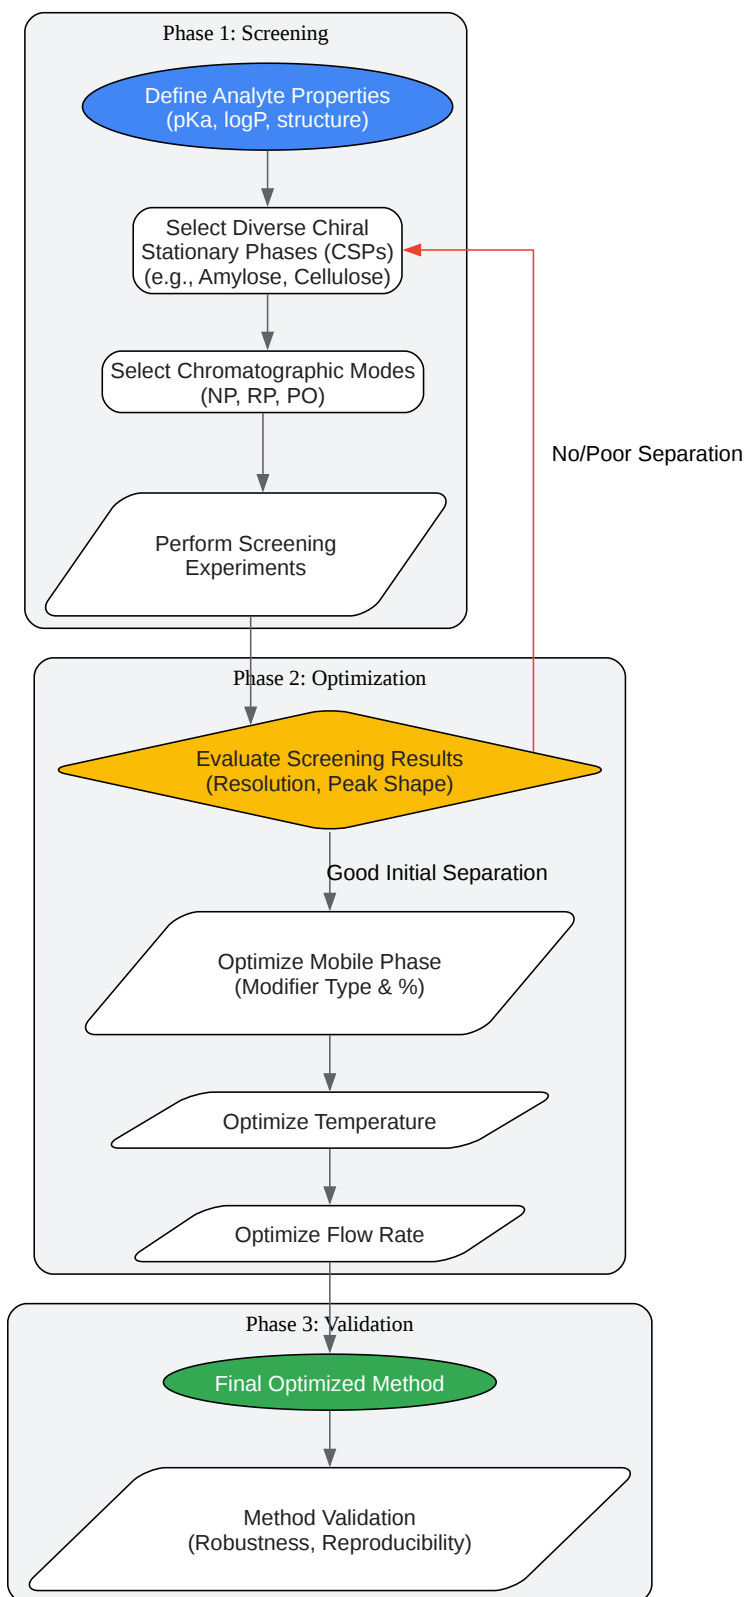 Phase 1: Screening
Define Analyte Properties
(pKa, logP, structure)
Select Diverse Chiral
Stationary Phases (CSPs)
(e.g., Amylose, Cellulose)
Select Chromatographic Modes
(NP, RP, PO)
No/Poor Separation
Perform Screening
Experiments
Phase 2: Optimization
Evaluate Screening Results
(Resolution, Peak Shape)
Good Initial Separation
Optimize Mobile Phase
(Modifier Type & %)
Optimize Temperature
Optimize Flow Rate
Phase 3: Validation
Final Optimized Method
Method Validation
(Robustness, Reproducibility)